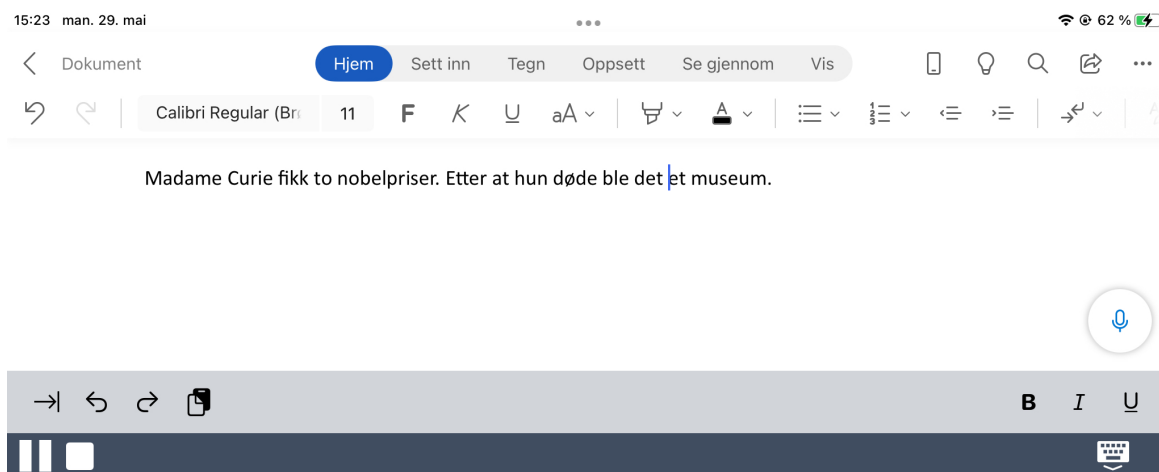 15:23 man. 29. mai 62 %
Dokument Hjem Sett inn Tegn Oppsett Se gjennom Vis
Calibri Regular (Bro 11 F K U aA A
Madame Curie fikk to nobelpriser. Etter at hun døde ble det et museum.
B I U